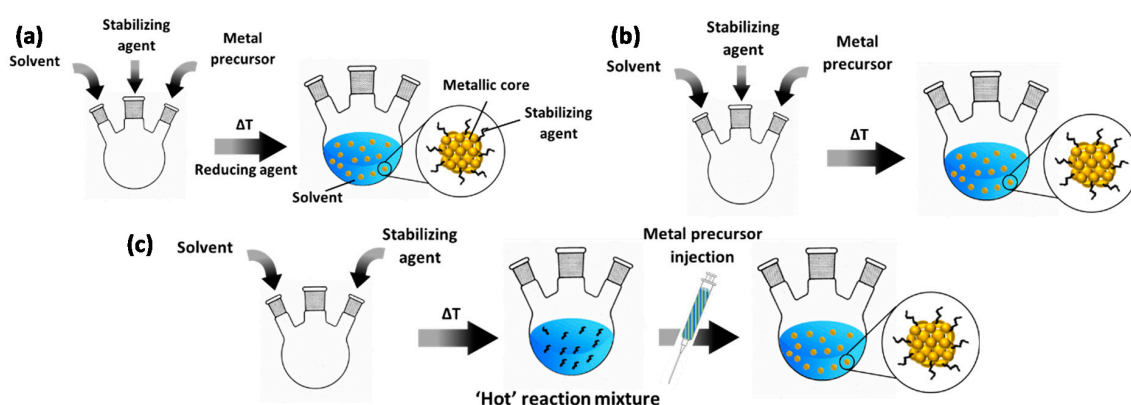 (a)
Stabilizing
agent
Solvent
Metal
precursor
ΔT
Reducing agent
Metallic core
Stabilizing
agent
Solvent
(b)
Stabilizing
agent
Solvent
Metal
precursor
ΔT
(c)
Solvent
Stabilizing
agent
ΔT
Metal precursor
injection
‘Hot’ reaction mixture